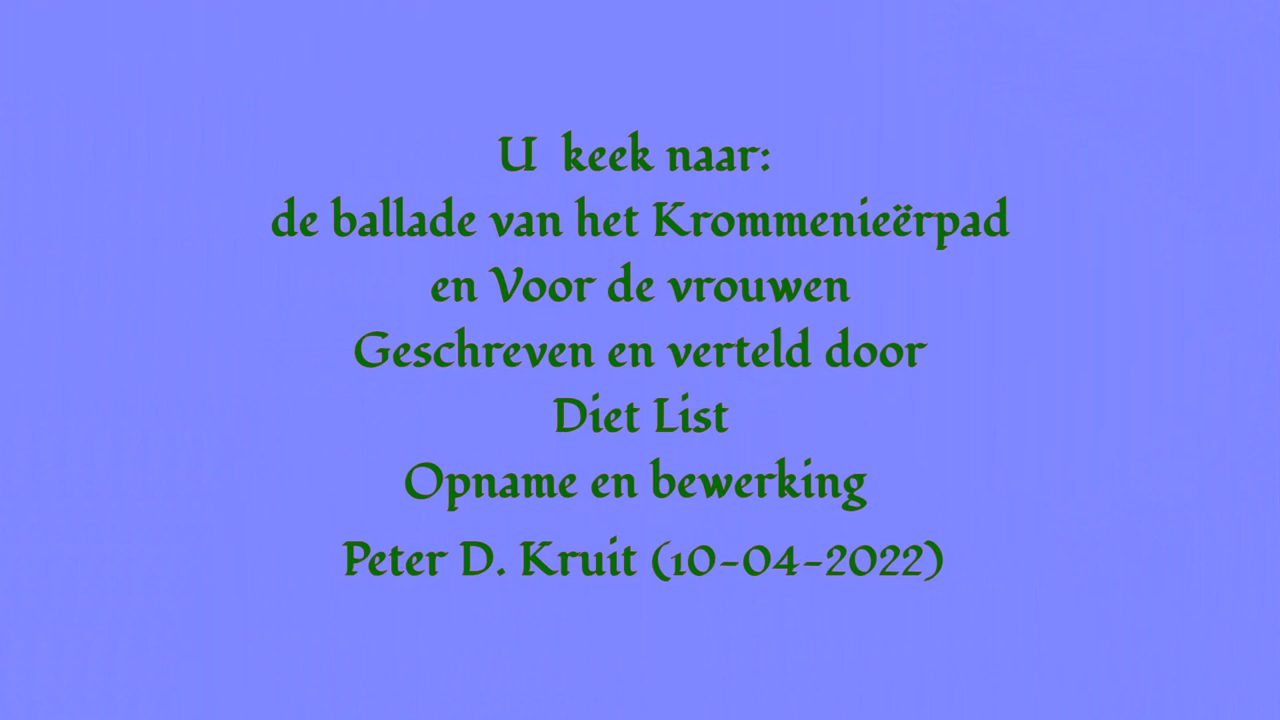 U keek naar:
de ballade van het Krommenieërpad
en Voor de vrouwen
Geschreven en verteld door
Diet List
Opname en bewerking
Peter D. Kruit (10-04-2022)